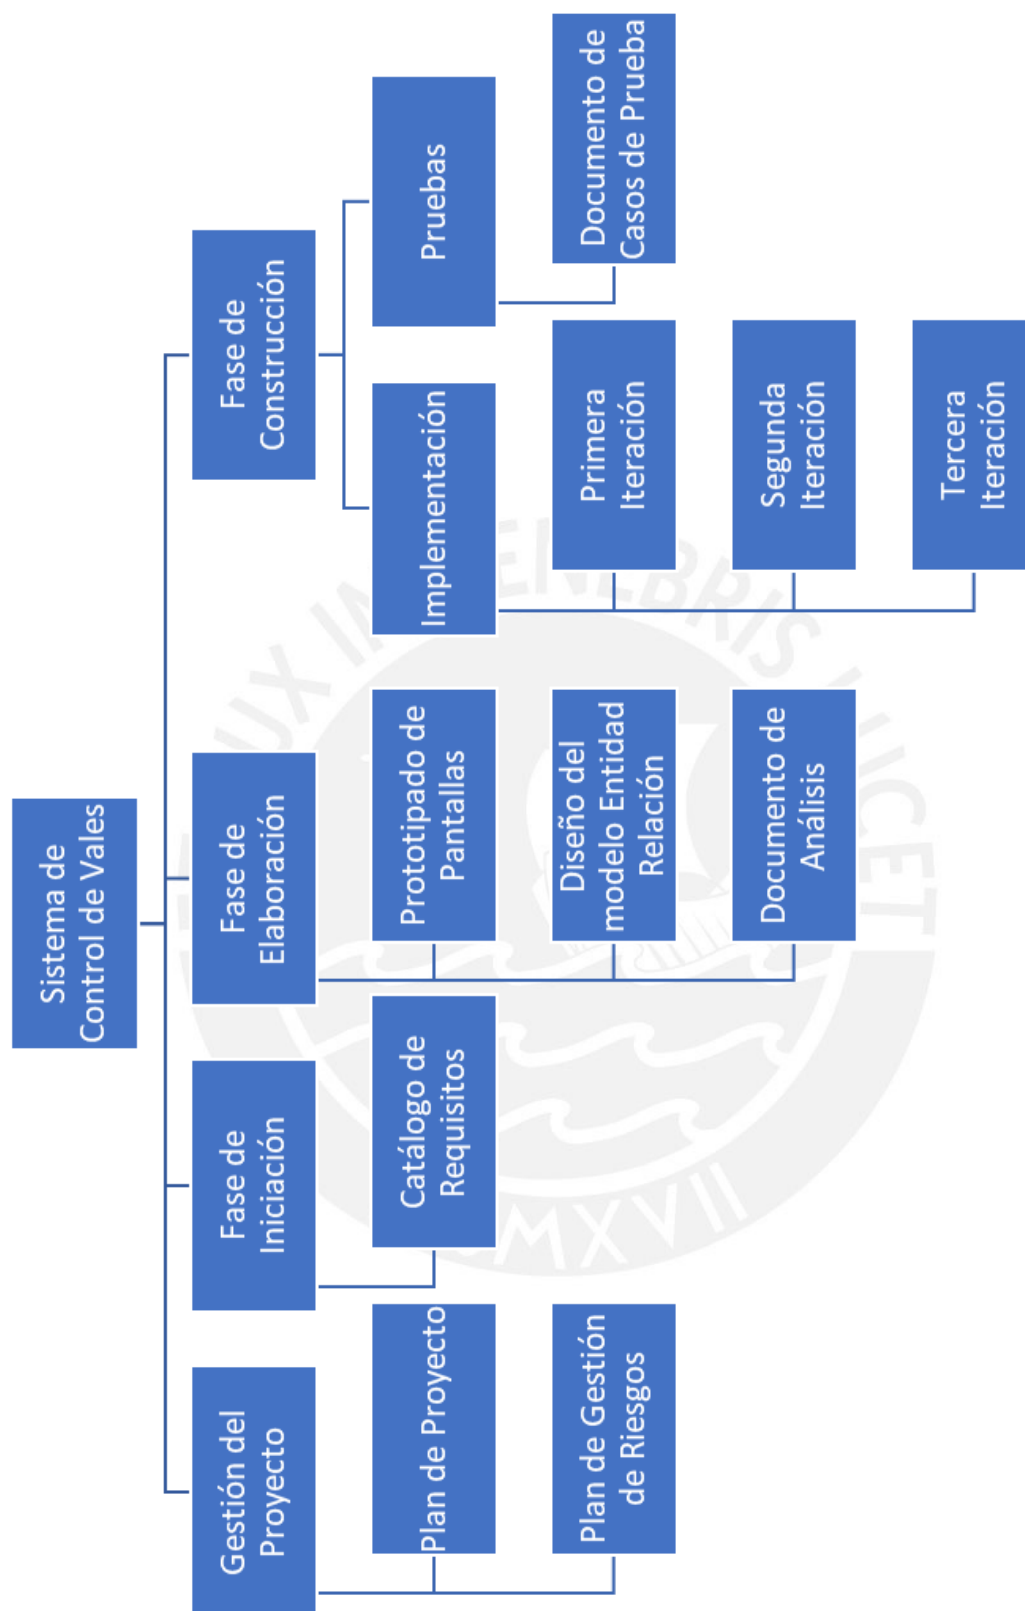 Sistema de
Control de Vales
Gestión del
Proyecto
Plan de Proyecto
Plan de Gestión
de Riesgos
Fase de
Iniciación
Catálogo de
Requisitos
Fase de
Elaboración
Prototipado de
Pantallas
Diseño del
modelo Entidad
Relación
Documento de
Análisis
Fase de
Construcción
Implementación
Primera
Iteración
Segunda
Iteración
Tercera
Iteración
Pruebas
Documento de
Casos de Prueba